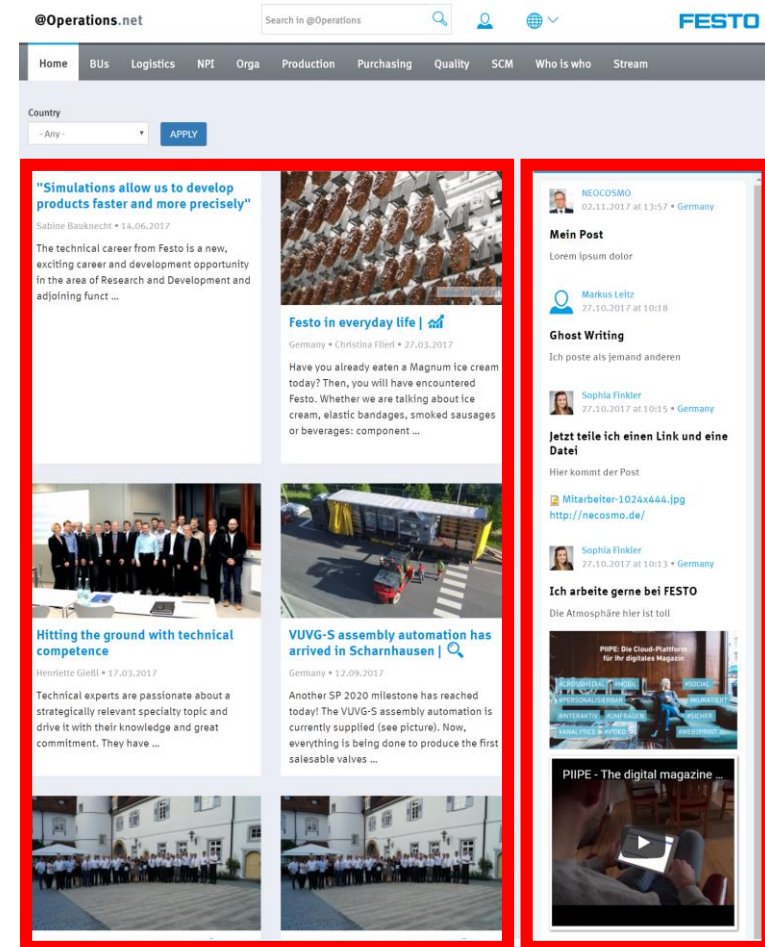 @Operations.net
Search in @Operations
FESTO
Home BUs Logistics NPI Orga Production Purchasing Quality SCM Who is who Stream
Country
- Any -
APPLY
"Simulations allow us to develop
products faster and more precisely"
Sabine Bauknecht • 14.06.2017
The technical career from Festo is a new,
exciting career and development opportunity
in the area of Research and Development and
adjoining funct ...
Festo in everyday life |
Germany • Christina Flierl • 27.03.2017
Have you already eaten a Magnum ice cream
today? Then, you will have encountered
Festo. Whether we are talking about ice
cream, elastic bandages, smoked sausages
or beverages: component ...
Hitting the ground with technical
competence
Henriette Gießl • 17.03.2017
Technical experts are passionate about a
strategically relevant specialty topic and
drive it with their knowledge and great
commitment. They have ...
VUVG-S assembly automation has
arrived in Scharnhausen |
Germany • 12.09.2017
Another SP 2020 milestone has reached
today! The VUVG-S assembly automation is
currently supplied (see picture). Now,
everything is being done to produce the first
salesable valves ...
NEOCOSMO
02.11.2017 at 13:57 • Germany
Mein Post
Lorem ipsum dolor
Markus Leitz
27.10.2017 at 10:18
Ghost Writing
Ich poste als jemand anderen
Sophia Finkler
27.10.2017 at 10:15 • Germany
Jetzt teile ich einen Link und eine
Datei
Hier kommt der Post
Mitarbeiter-1024x444.jpg
http://necosmo.de/
Sophia Finkler
27.10.2017 at 10:13 • Germany
Ich arbeite gerne bei FESTO
Die Atmosphäre hier ist toll
PIIPE: Die Cloud-Plattform
für Ihr digitales Magazin
#CROSSMEDIAL #MOBIL #SOCIAL
#PERSONALISIERBAR #KURATIERT
#INTERAKTIV #UMFRAGEN #SICHER
#ANALYTICS #VIDEO #WEB2PRINT
PIIPE - The digital magazine ...